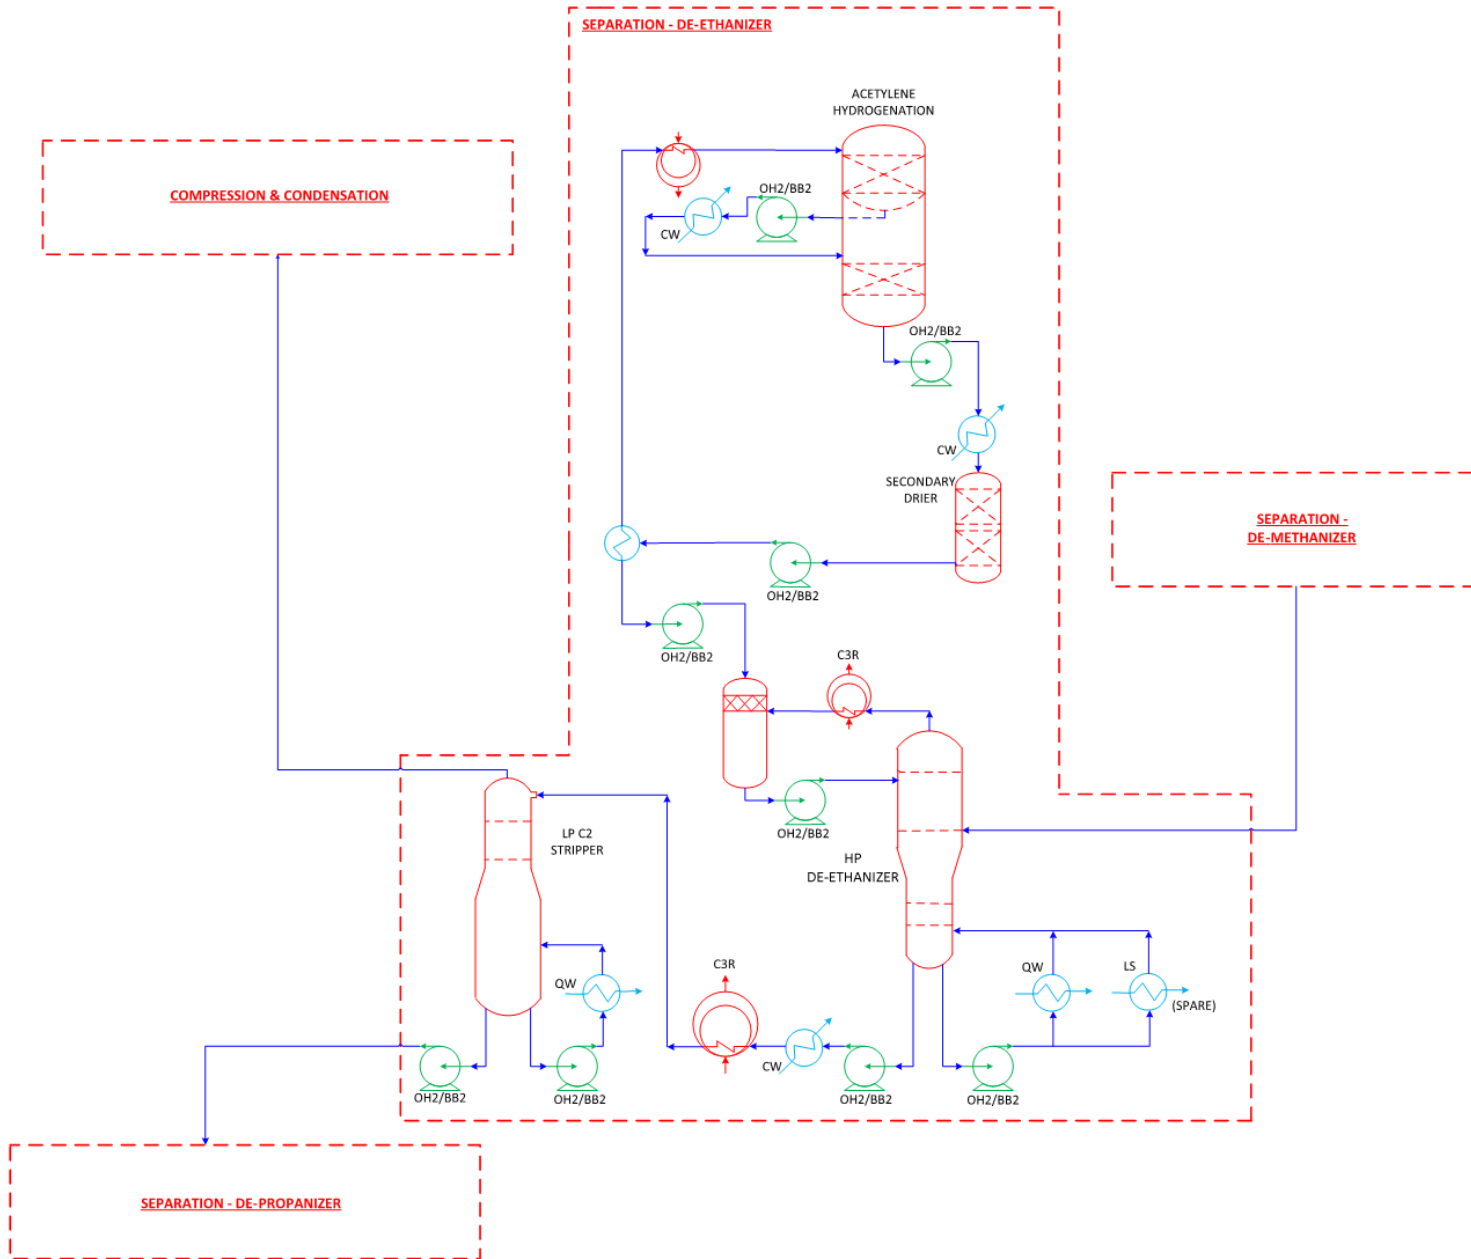 SEPARATION - DE-ETHANIZER
ACETYLENE
HYDROGENATION
COMPRESSION & CONDENSATION
OH2/BB2
CW
OH2/BB2
CW
SECONDARY
DRIER
SEPARATION -
DE-METHANIZER
OH2/BB2
OH2/BB2
C3R
OH2/BB2
LP C2
STRIPPER
HP
DE-ETHANIZER
C3R
QW
QW
LS
(SPARE)
CW
OH2/BB2
OH2/BB2
OH2/BB2
OH2/BB2
SEPARATION - DE-PROPANIZER